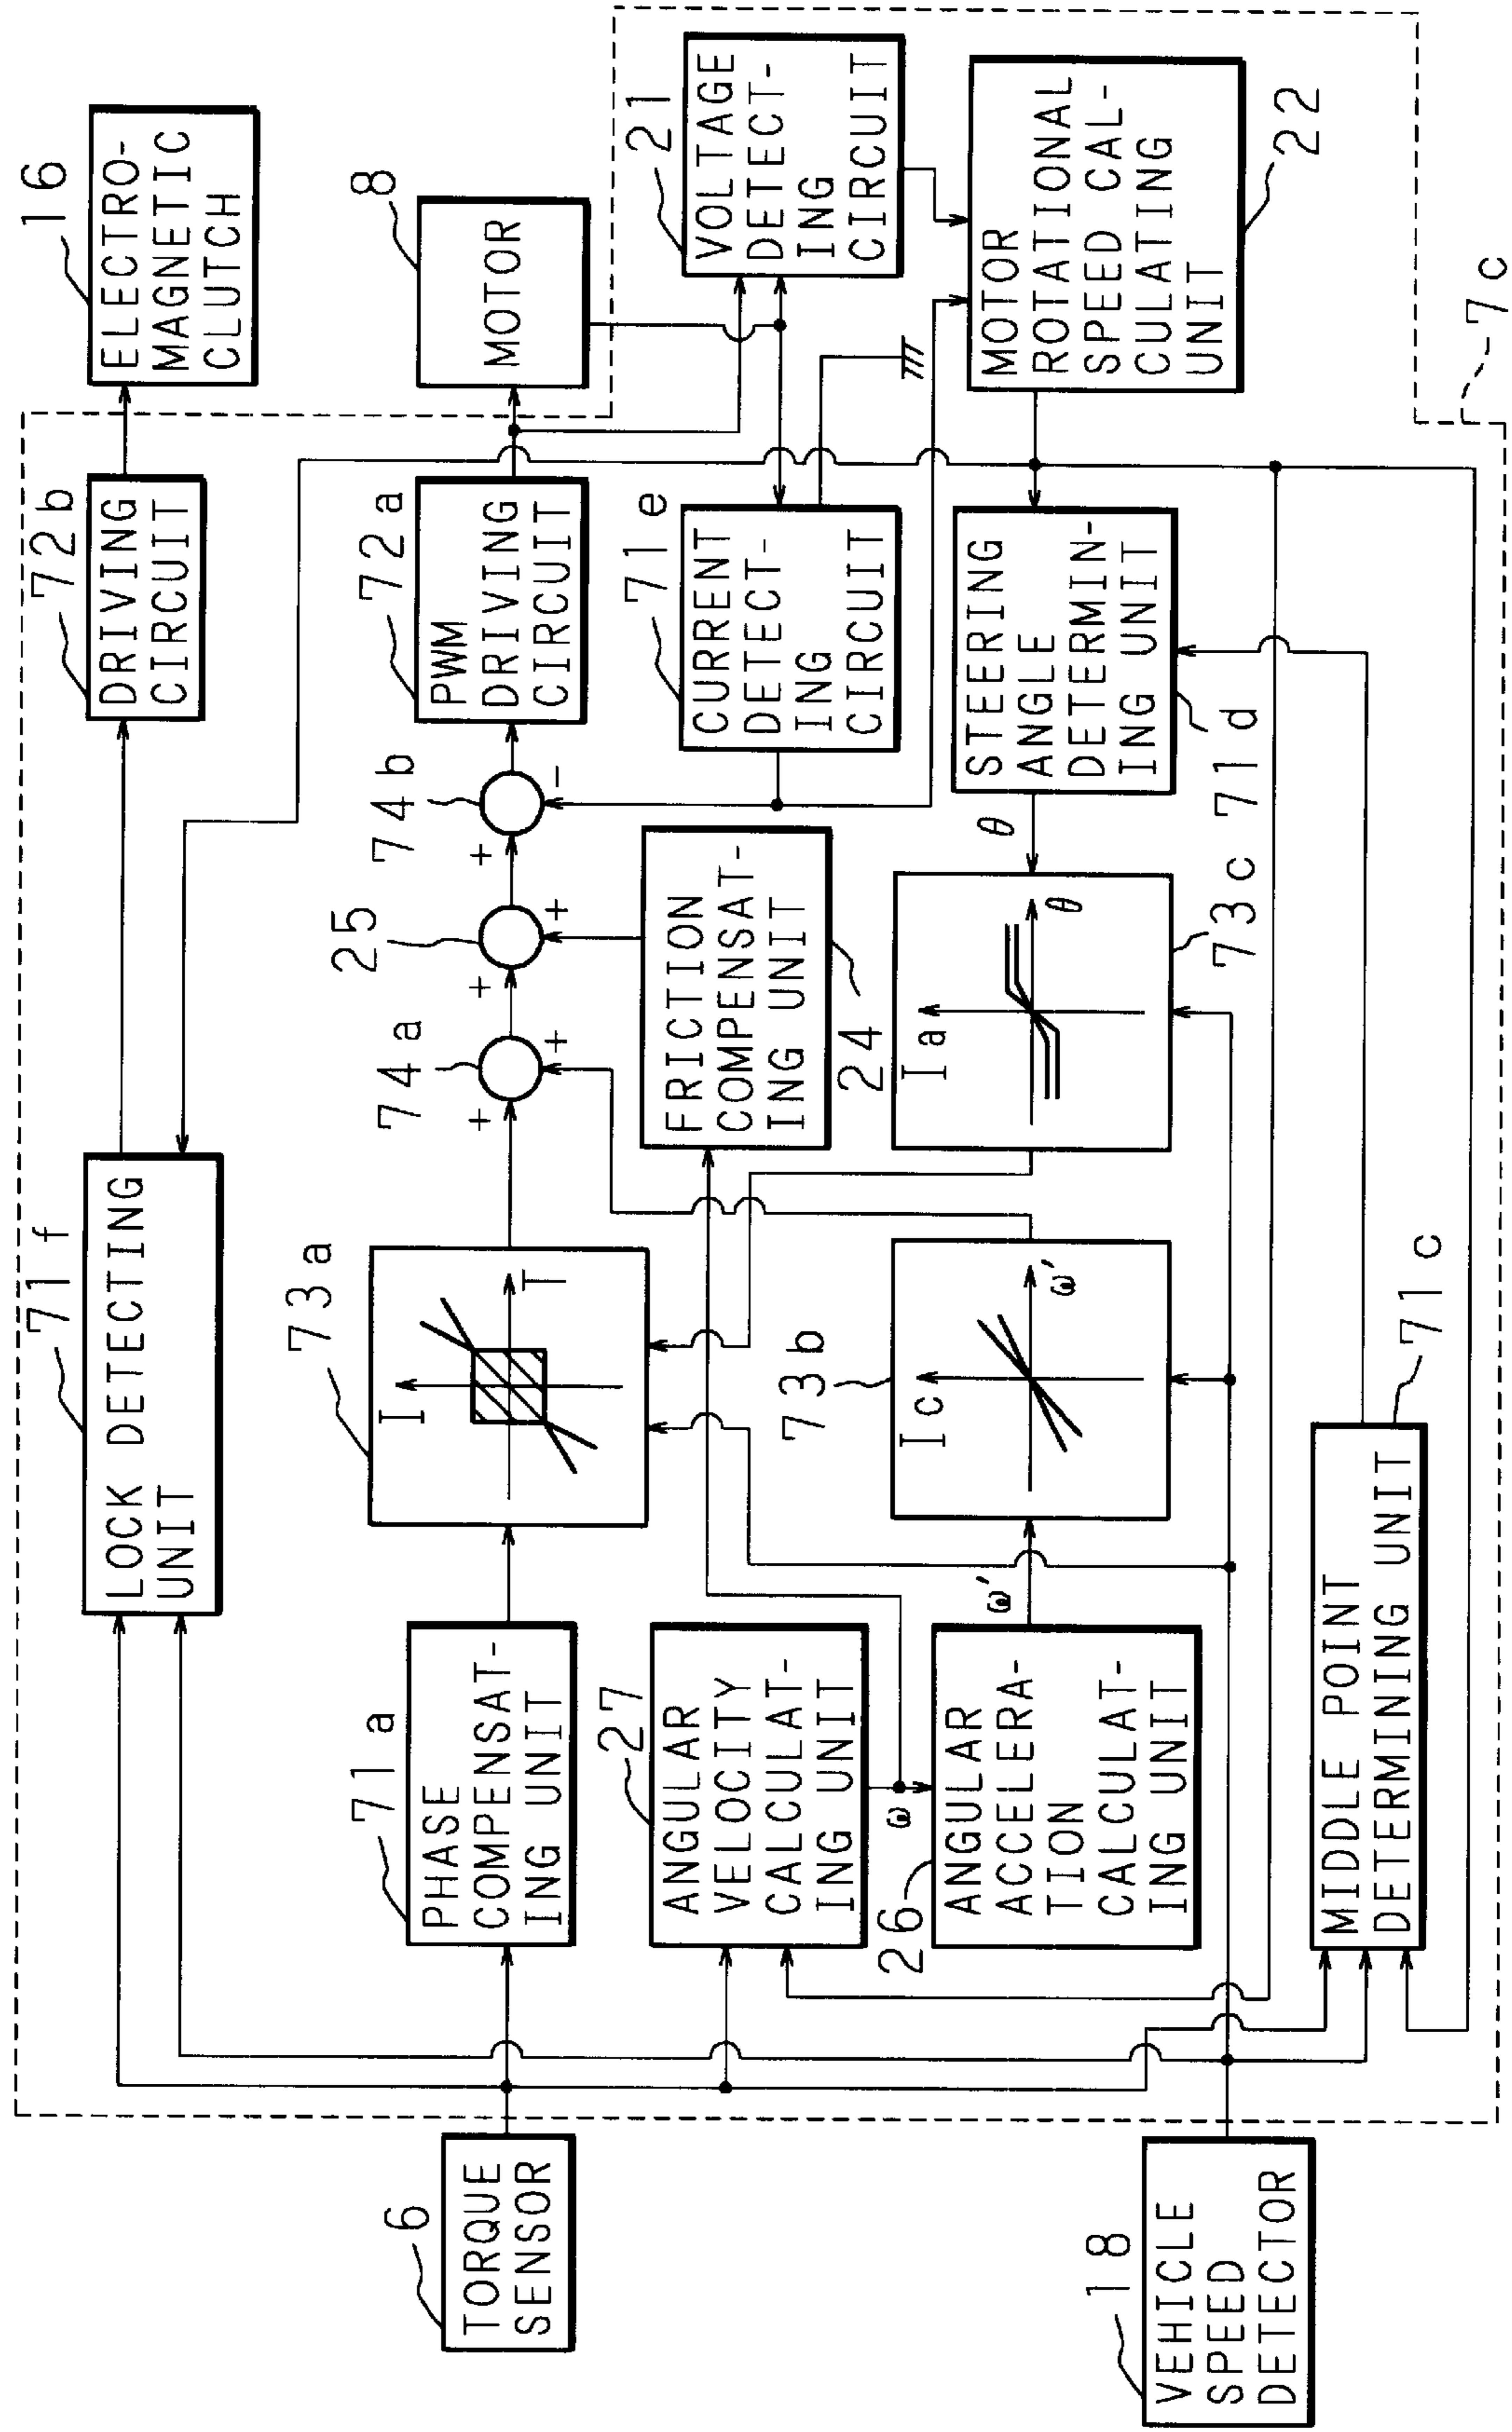 16
ELECTRO-
MAGNETIC
CLUTCH
72b
DRIVING
CIRCUIT
71f
LOCK DETECTING
UNIT
8
MOTOR
72a
PWM
DRIVING
CIRCUIT
74b
+
-
25
+
+
74a
+
+
73a
I
T
71a
PHASE
COMPENSAT-
ING UNIT
6
TORQUE
SENSOR
21
VOLTAGE
DETECT-
ING
CIRCUIT
71e
CURRENT
DETECT-
ING
CIRCUIT
FRICTION
COMPENSAT-
ING UNIT
24
27
ANGULAR
VELOCITY
CALCULAT-
ING UNIT
ω
MOTOR
ROTATIONAL
SPEED CAL-
CULATING
UNIT
22
STEERING
ANGLE
DETERMIN-
ING UNIT
71d
θ
Ia
θ
73c
73b
Ic
ω'
ω'
26
ANGULAR
ACCELERA-
TION
CALCULAT-
ING UNIT
71c
MIDDLE POINT
DETERMINING UNIT
18
VEHICLE
SPEED
DETECTOR
7c